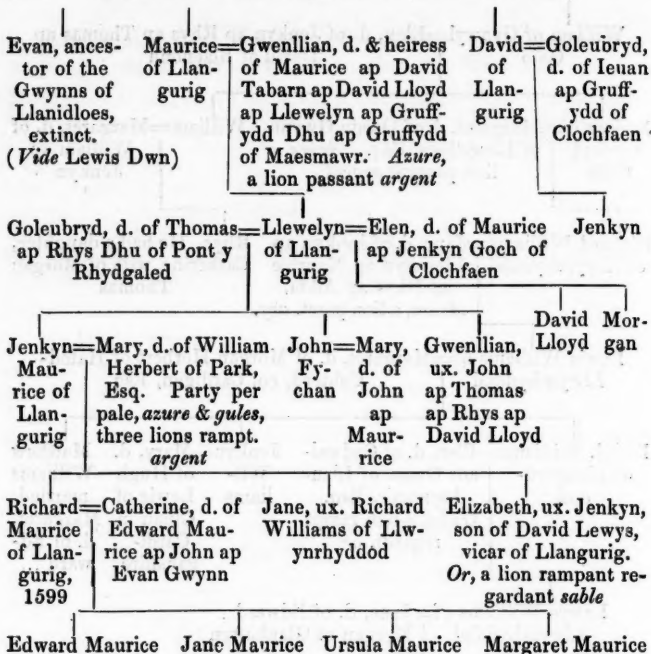 Evan, ances-
tor of the
Gwynns of
Llanidloes,
extinct
(Vide Lewis Dwn)
Maurice=Gwenllian, d. & heiress
of Llan-
gurig
of Maurice ap David
Tabarn ap David Lloyd
ap Llewelyn ap Gruff-
ydd Dhu ap Gruffydd
of Maesmawr. Azure,
a lion passant argent
David=Goleubryd,
of
Llan-
gurig
d. of Ieuan
ap Gruff-
ydd of
Clochfaen
Goleubryd, d. of Thomas=Llewelyn=Elen, d. of Maurice
ap Rhys Dhu of Pont y
Rhydgaled
of Llan-
gurig
ap Jenkyn Goch of
Clochfaen
Jenkyn
David
Lloyd
Mor-
gan
Jenkyn=Mary, d. of William
Mau-
rice of
Llan-
gurig
Herbert of Park,
Esq. Party per
pale, azure & gules,
three lions rampt.
argent
John=Mary,
Fy-
chan
d. of
John
ap
Maur-
rice
Gwenllian,
ux. John
ap Thomas
ap Rhys ap
David Lloyd
Richard=Catherine, d. of
Maurice
of Llan-
gurig,
1599
Edward Mau-
rice ap John ap
Evan Gwynn
Jane, ux. Richard
Williams of Llw-
ynrhyddód
Elizabeth, ux. Jenkyn,
son of David Lewys,
vicar of Llangurig.
Or, a lion rampant re-
gardant sable
Edward Maurice Jane Maurice Ursula Maurice Margaret Maurice